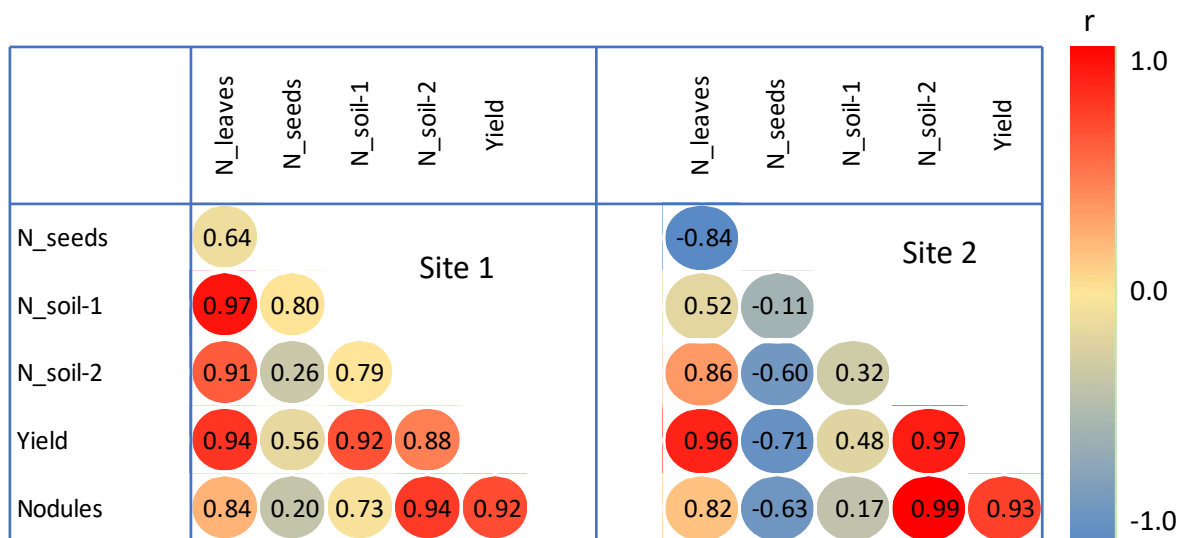 r
N_leaves N_seeds N_soil-1 N_soil-2 Yield N_leaves N_seeds N_soil-1 N_soil-2 Yield
1.0
N_seeds 0.64 Site 1 -0.84 Site 2
N_soil-1 0.97 0.80 0.52 -0.11 0.0
N_soil-2 0.91 0.26 0.79 0.86 -0.60 0.32
Yield 0.94 0.56 0.92 0.88 0.96 -0.71 0.48 0.97
Nodules 0.84 0.20 0.73 0.94 0.92 0.82 -0.63 0.17 0.99 0.93 -1.0